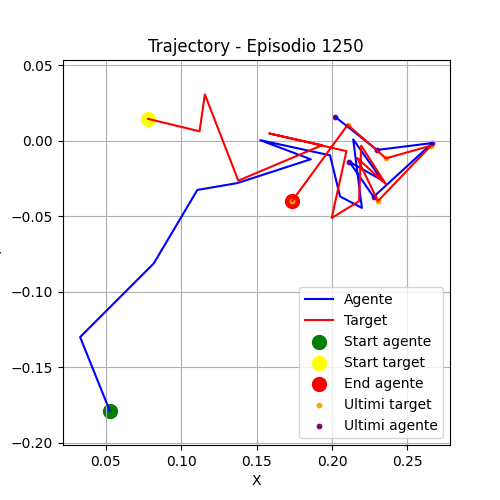 Trajectory - Episodio 1250
0.05
0.00
−0.05
−0.10
−0.15
−0.20
0.05
0.10
0.15
0.20
0.25
X
Agente
Target
Start agente
Start target
End agente
Ultimi target
Ultimi agente